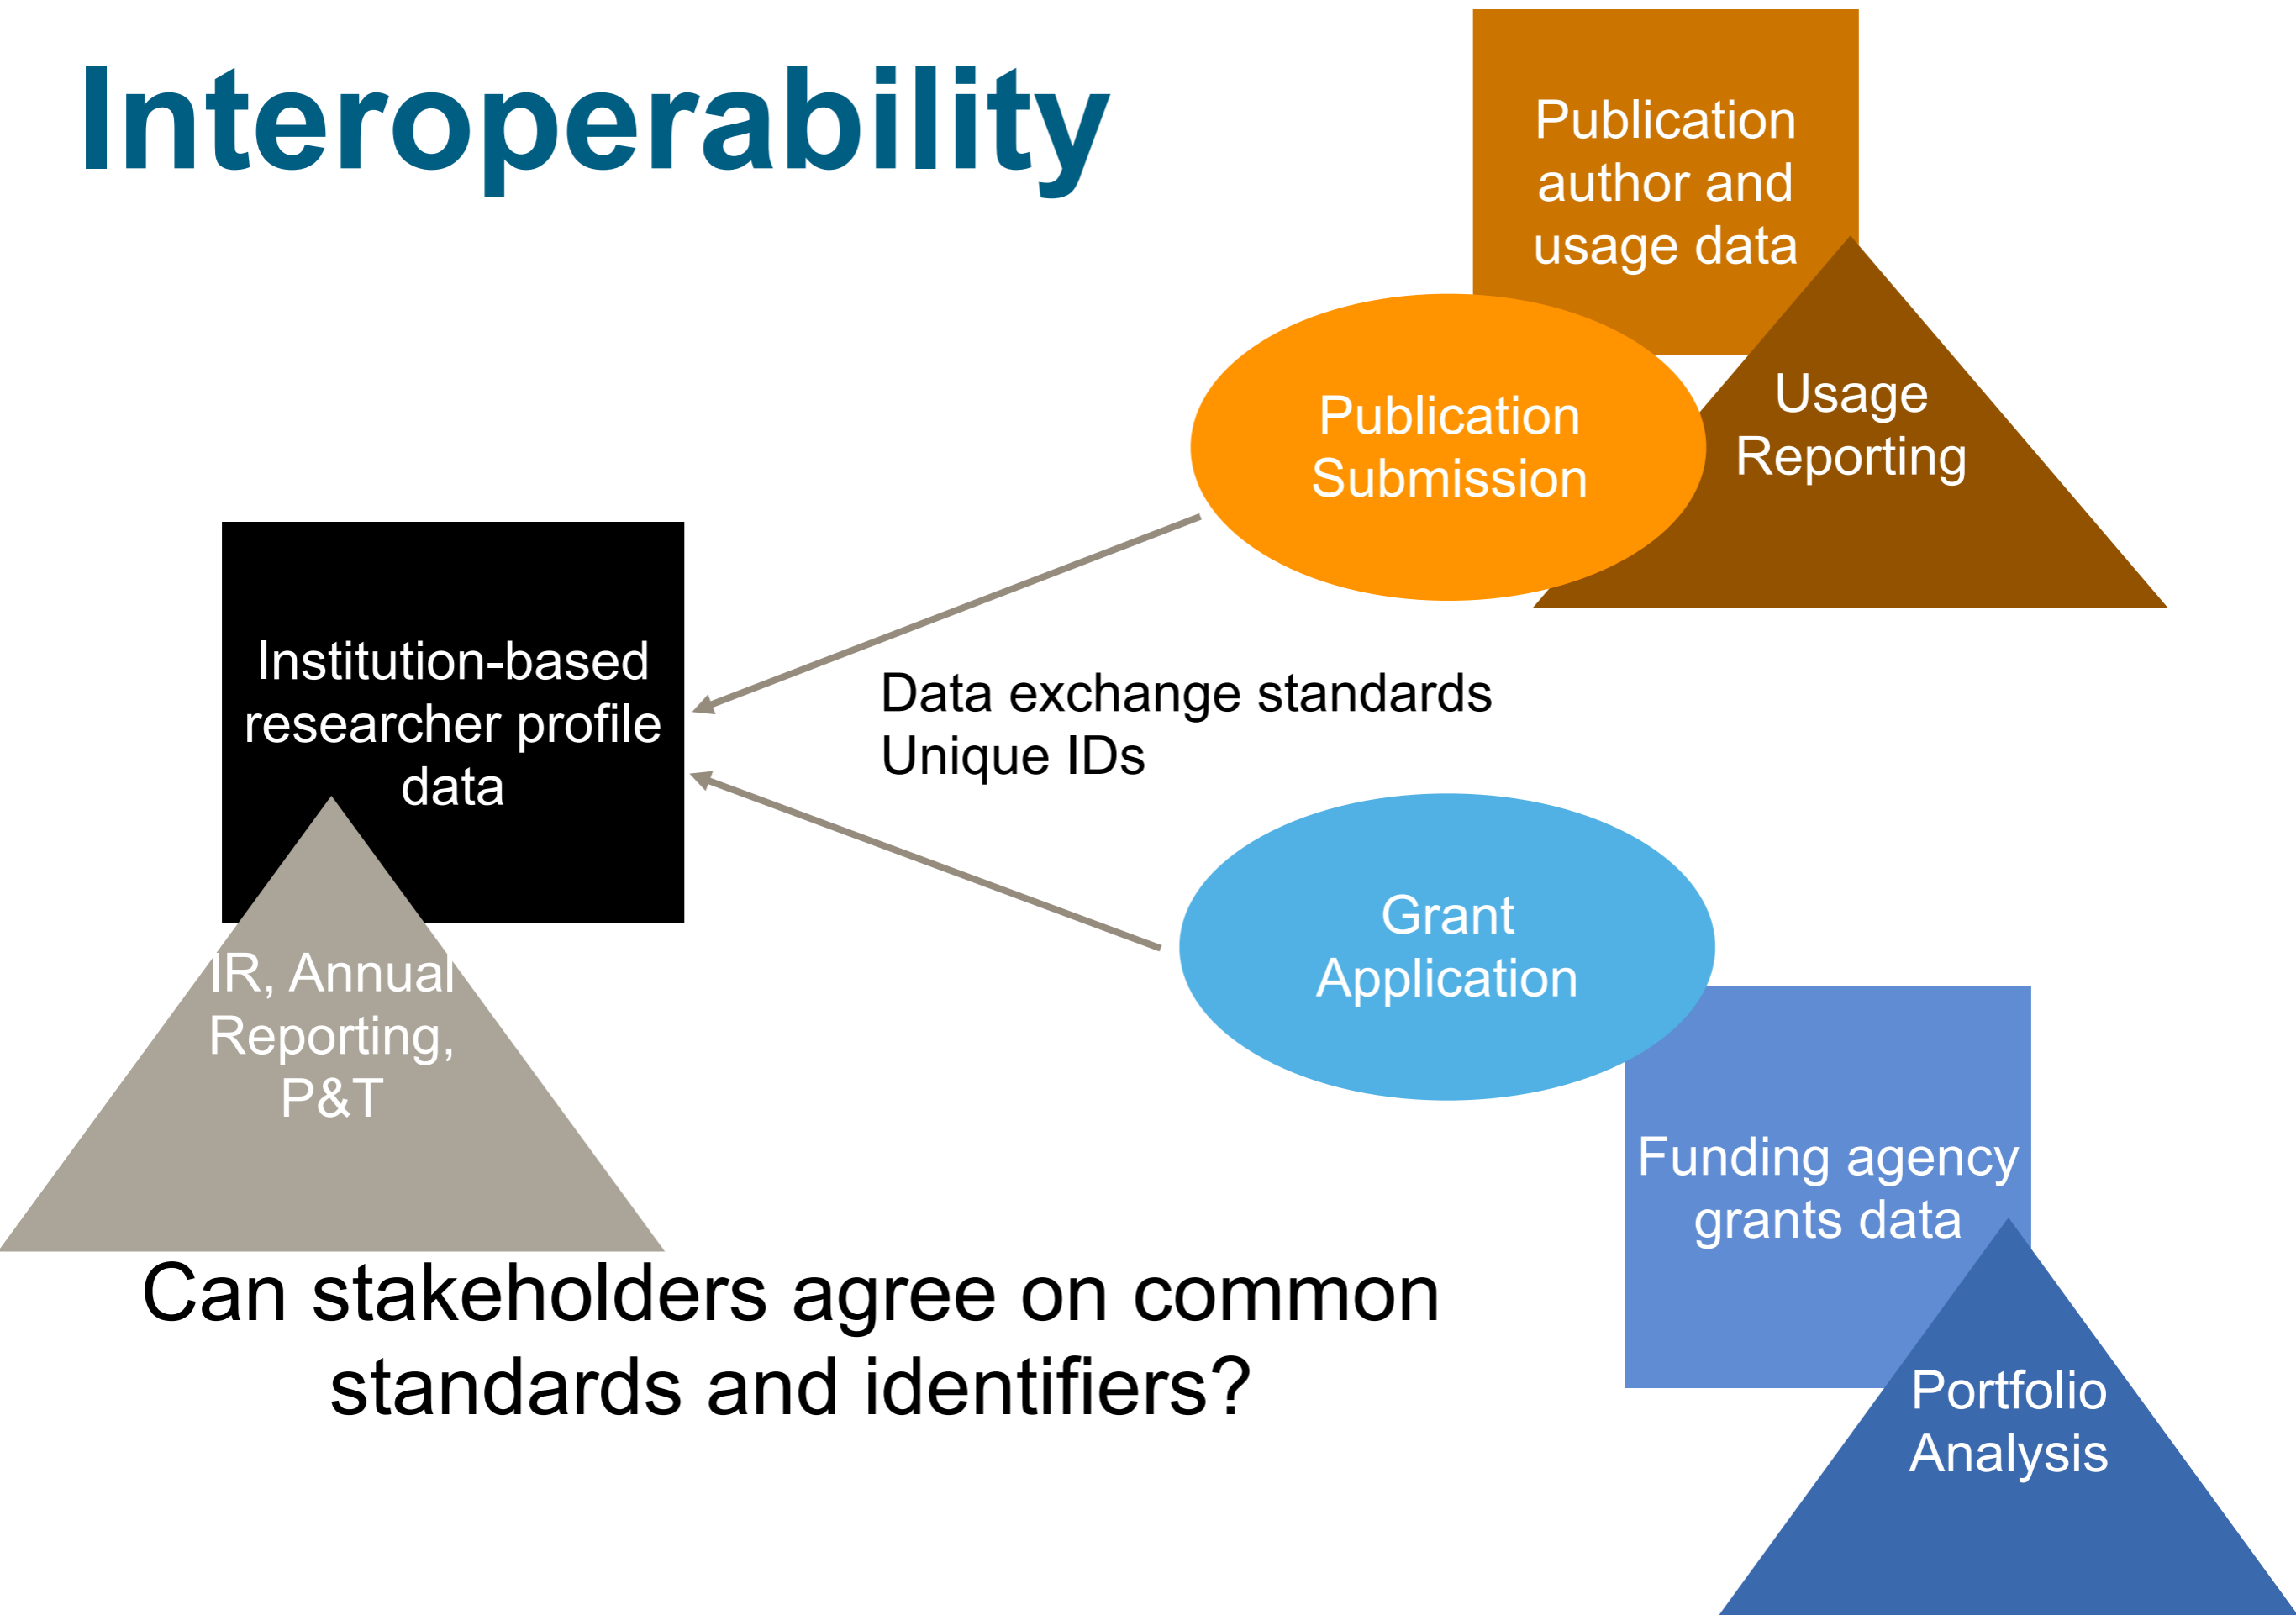 Interoperability
Publication
author and
usage data
Usage
Reporting
Publication
Submission
Institution-based
researcher profile
data
Data exchange standards
Unique IDs
IR, Annual
Reporting,
P&T
Grant
Application
Funding agency
grants data
Portfolio
Analysis
Can stakeholders agree on common
standards and identifiers?